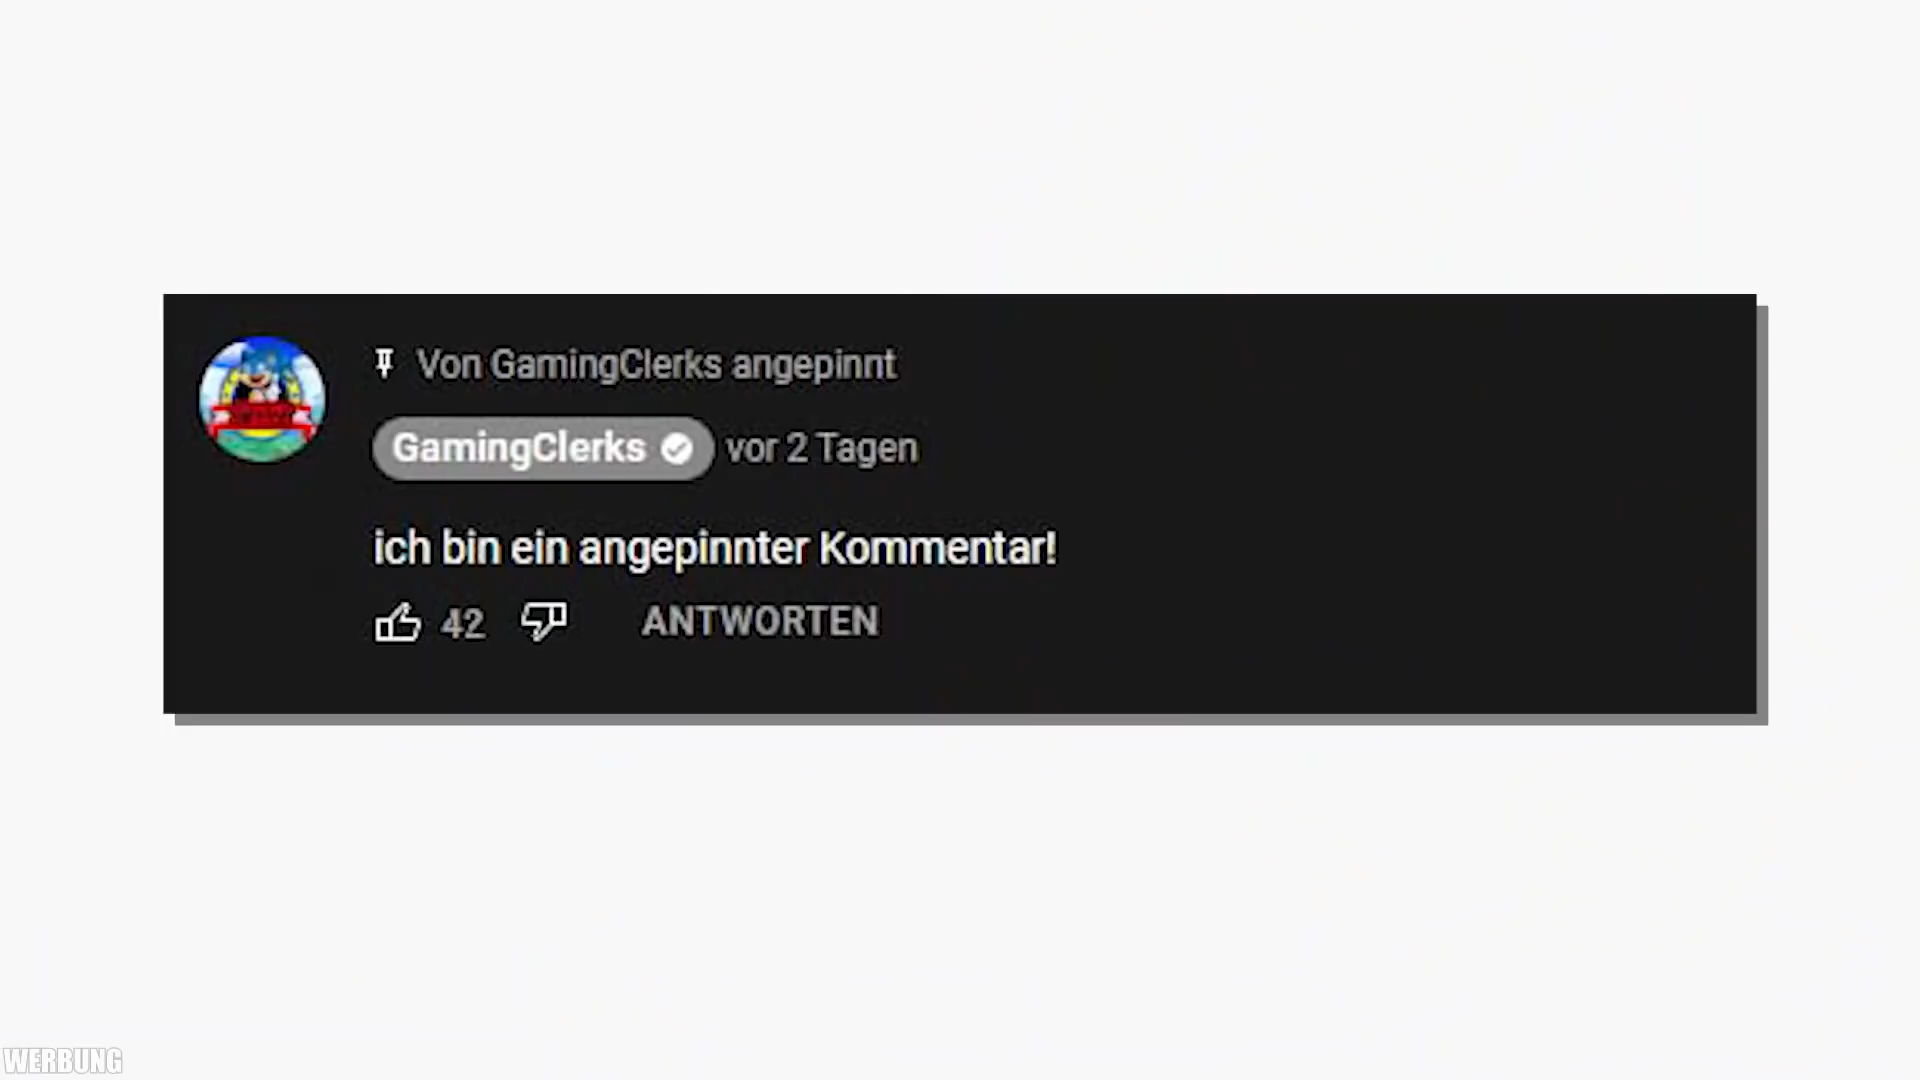 Von GamingClerks angepinnt
GamingClerks vor 2 Tagen
ich bin ein angepinnter Kommentar!
42 ANTWORTEN
WERBUNG